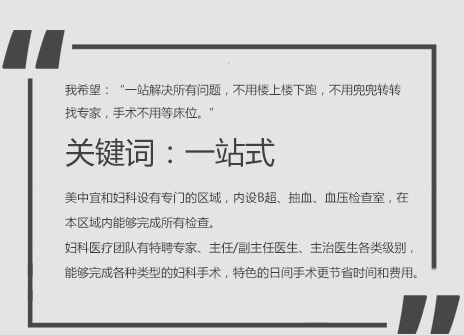 我希望：“一站解决所有问题，不用楼上楼下跑，不用兜兜转转
找专家，手术不用等床位。”
关键词：一站式
美中宜和妇科设有专门的区域，内设B超、抽血、血压检查室，在
本区域内能够完成所有检查。
妇科医疗团队有特聘专家、主任/副主任医生、主治医生各类级别，
能够完成各种类型的妇科手术，特色的日间手术更节省时间和费用。